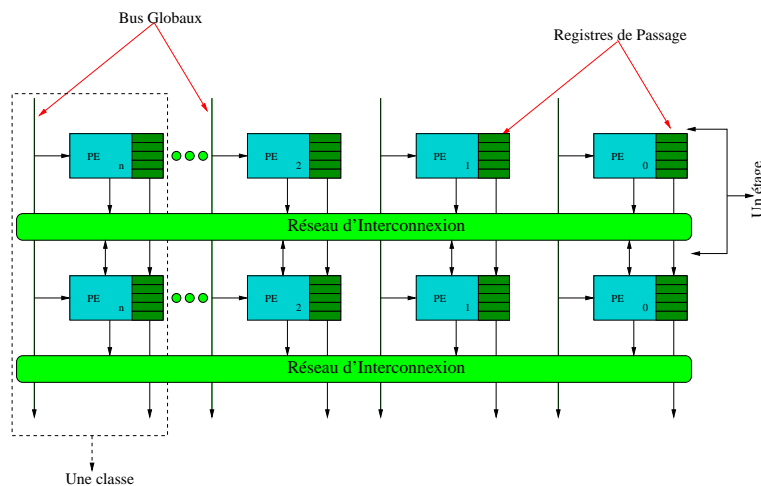 Bus Globaux
Registres de Passage
PE n
PE 2
PE 1
PE 0
Un étage
Réseau d'Interconnexion
PE n
PE 2
PE 1
PE 0
Réseau d'Interconnexion
Une classe